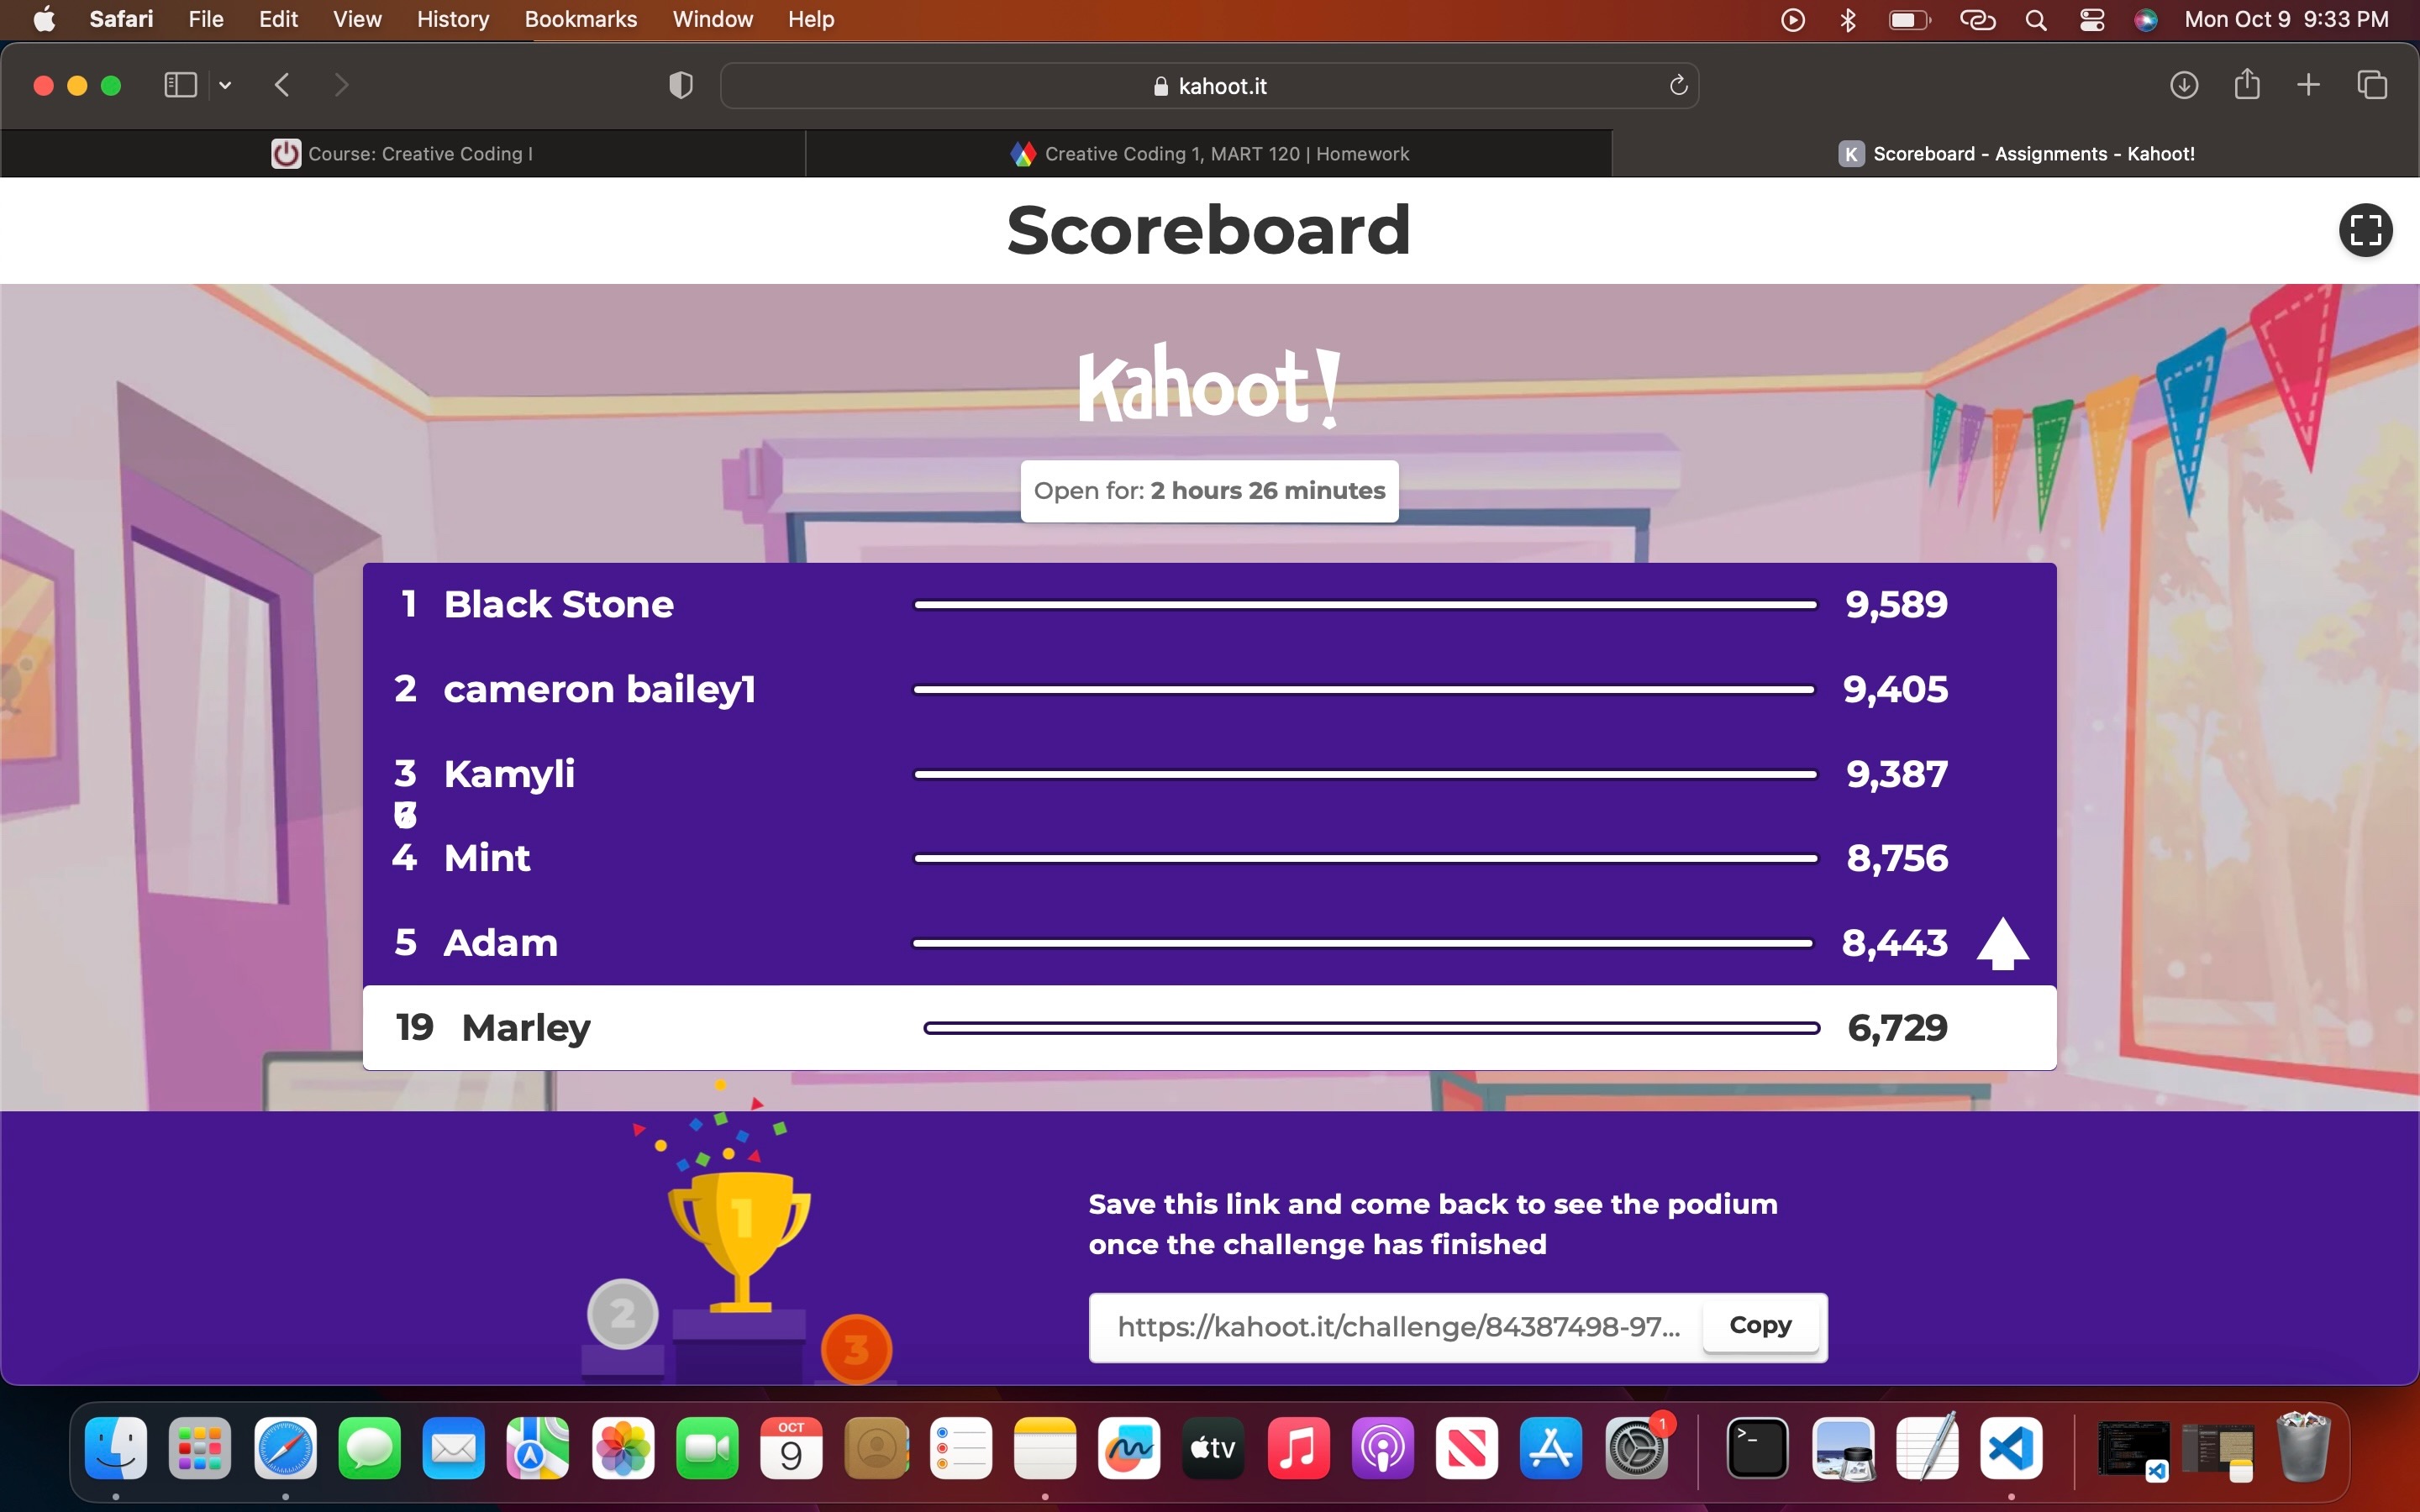 Safari File Edit View History Bookmarks Window Help Mon Oct 9 9:33 PM
kahoot.it
Course: Creative Coding I
Creative Coding 1, MART 120 | Homework
K Scoreboard - Assignments - Kahoot!
Scoreboard
Kahoot!
Open for: 2 hours 26 minutes
1 Black Stone 9,589
2 cameron bailey1 9,405
3 Kamyli 9,387
4 Mint 8,756
5 Adam 8,443
19 Marley 6,729
1
2
3
Save this link and come back to see the podium
once the challenge has finished
https://kahoot.it/challenge/84387498-97... Copy
OCT
9
tv
1
>_